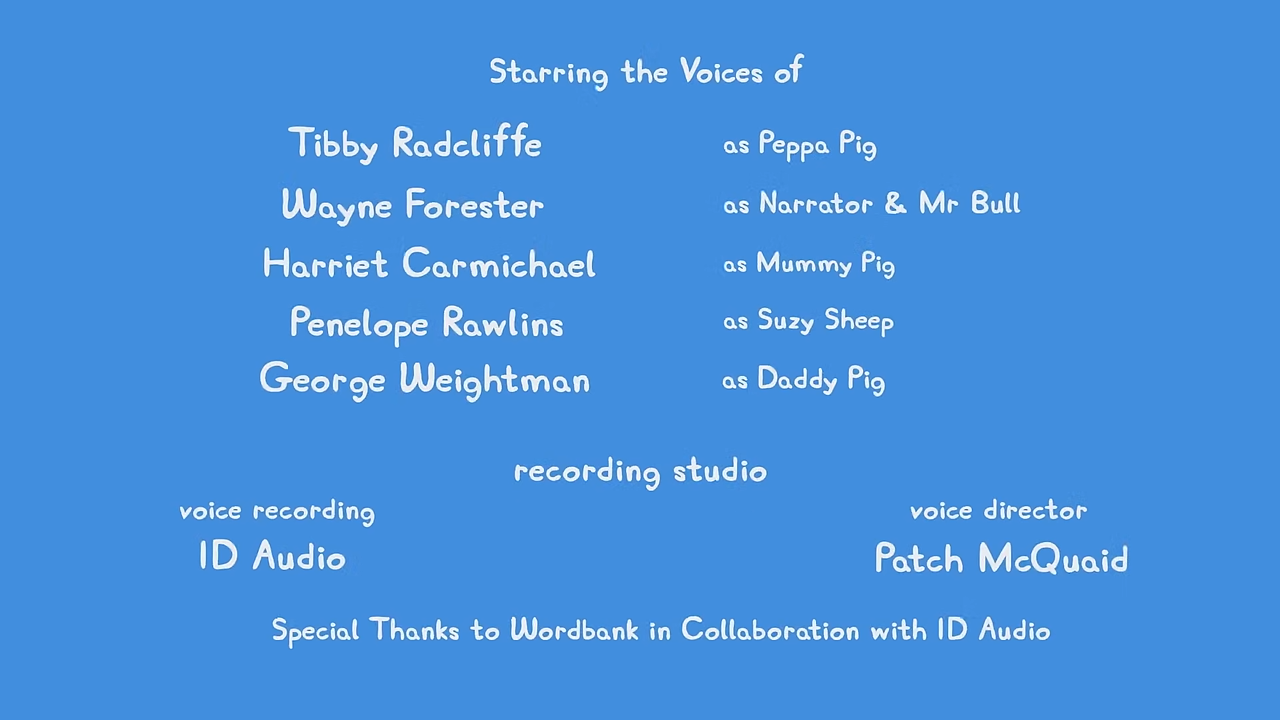 Starring the Voices of
Tibby Radcliffe as Peppa Pig
Wayne Forester as Narrator & Mr Bull
Harriet Carmichael as Mummy Pig
Penelope Rawlins as Suzy Sheep
George Weightman as Daddy Pig
recording studio
voice recording voice director
ID Audio Patch McQuaid
Special Thanks to Wordbank in Collaboration with ID Audio